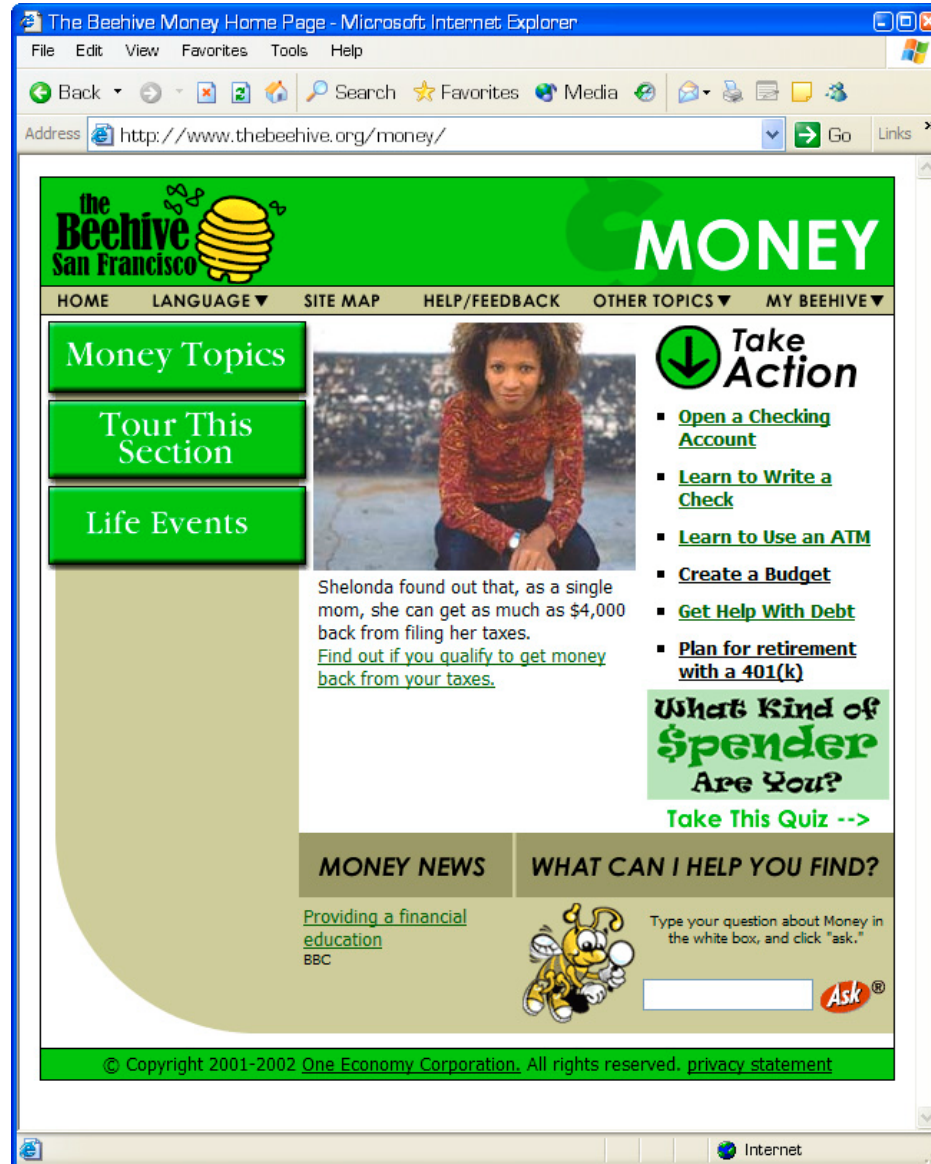 The Beehive Money Home Page - Microsoft Internet Explorer
File Edit View Favorites Tools Help
Back Search Favorites Media
Address http://www.thebeehive.org/money/ Go Links »
the
Beehive
San Francisco
$
MONEY
HOME LANGUAGE▼ SITE MAP HELP/FEEDBACK OTHER TOPICS▼ MY BEEHIVE▼
Money Topics
Tour This
Section
Life Events
Shelonda found out that, as a single
mom, she can get as much as $4,000
back from filing her taxes.
Find out if you qualify to get money
back from your taxes.
Take
Action
Open a Checking
Account
Learn to Write a
Check
Learn to Use an ATM
Create a Budget
Get Help With Debt
Plan for retirement
with a 401(k)
What Kind of
$pender
Are You?
Take This Quiz -->
MONEY NEWS
Providing a financial
education
BBC
WHAT CAN I HELP YOU FIND?
Type your question about Money in
the white box, and click "ask."
Ask®
© Copyright 2001-2002 One Economy Corporation. All rights reserved. privacy statement
Internet